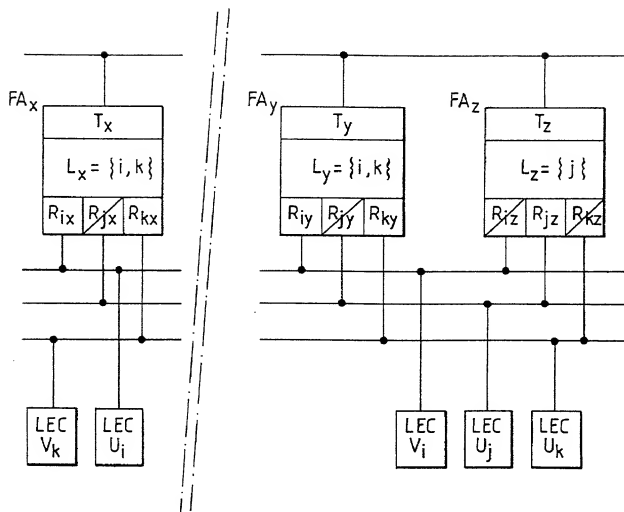 FAx
Tx
Lx = {i,k}
Rix Rjx Rkx
FAy
Ty
Ly = {i,k}
Riy Rjy Rky
FAz
Tz
Lz = {j}
Riz Rjz Rkz
LEC
Vk
LEC
Ui
LEC
Vi
LEC
Uj
LEC
Uk